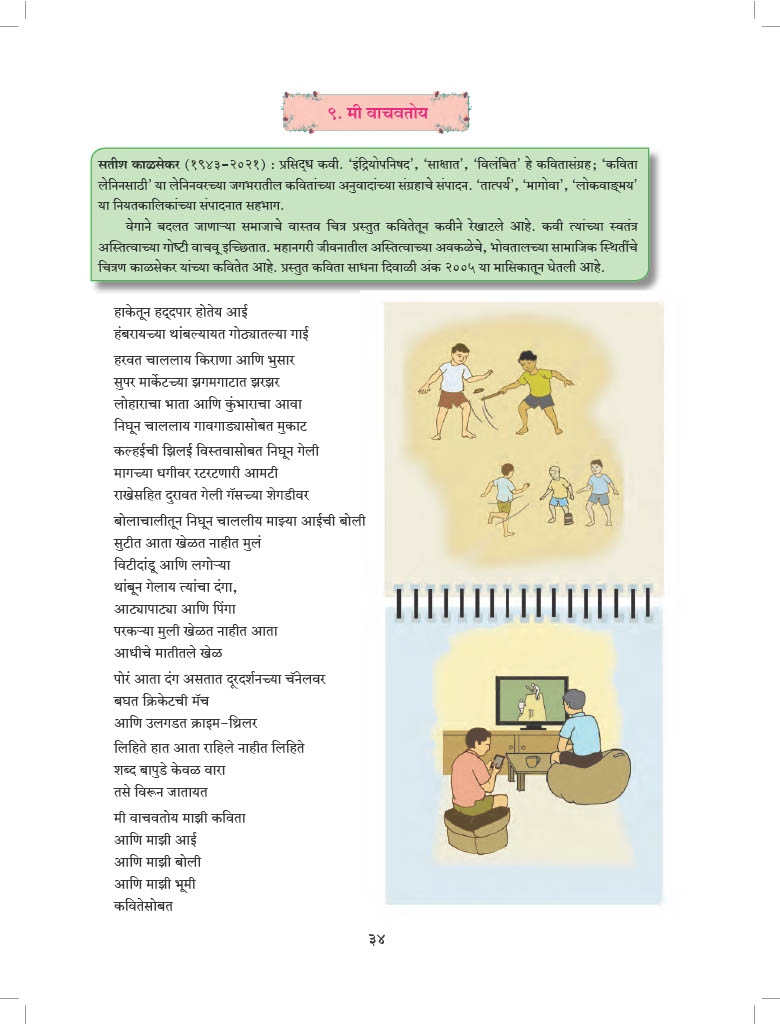 ९. मी वाचवतोय
सतीश काळसेकर (१९४३-२०२१) : प्रसिद्ध कवी. ‘इंद्रियोपनिषद’, ‘साक्षात’, ‘विलंबित’ हे कवितासंग्रह; ‘कविता
लेनिनसाठी’ या लेनिनवरच्या जगभरातील कवितांच्या अनुवादांच्या संग्रहाचे संपादन. ‘तात्पर्य’, ‘मागोवा’, ‘लोकवाङ्मय’
या नियतकालिकांच्या संपादनात सहभाग.
वेगाने बदलत जाणाऱ्या समाजाचे वास्तव चित्र प्रस्तुत कवितेतून कवीने रेखाटले आहे. कवी त्यांच्या स्वतंत्र
अस्तित्वाच्या गोष्टी वाचवू इच्छितात. महानगरी जीवनातील अस्तित्वाच्या अवकळेचे, भोवतालच्या सामाजिक स्थितींचे
चित्रण काळसेकर यांच्या कवितेत आहे. प्रस्तुत कविता साधना दिवाळी अंक २००५ या मासिकातून घेतली आहे.
हाकेतून हद्दपार होतेय आई
हंबरायच्या थांबल्यायत गोठ्यातल्या गाई
हरवत चाललाय किराणा आणि भुसार
सुपर मार्केटच्या झगमगाटात झरझर
लोहाराचा भाता आणि कुंभाराचा आवा
निघून चाललाय गावगाड्यासोबत मुकाट
कल्हईची झिलई विस्तवासोबत निघून गेली
मागच्या धगीवर रटरटणारी आमटी
राखेसहित दुरावत गेली गॅसच्या शेगडीवर
बोलाचालीतून निघून चाललीय माझ्या आईची बोली
सुटीत आता खेळत नाहीत मुलं
विटीदांडू आणि लगोऱ्या
थांबून गेलाय त्यांचा दंगा,
आट्यापाट्या आणि पिंगा
परकऱ्या मुली खेळत नाहीत आता
आधीचे मातीतले खेळ
पोरं आता दंग असतात दूरदर्शनच्या चॅनेलवर
बघत क्रिकेटची मॅच
आणि उलगडत क्राइम-थ्रिलर
लिहिते हात आता राहिले नाहीत लिहिते
शब्द बापुडे केवळ वारा
तसे विरून जातायत
मी वाचवतोय माझी कविता
आणि माझी आई
आणि माझी बोली
आणि माझी भूमी
कवितेसोबत
३४